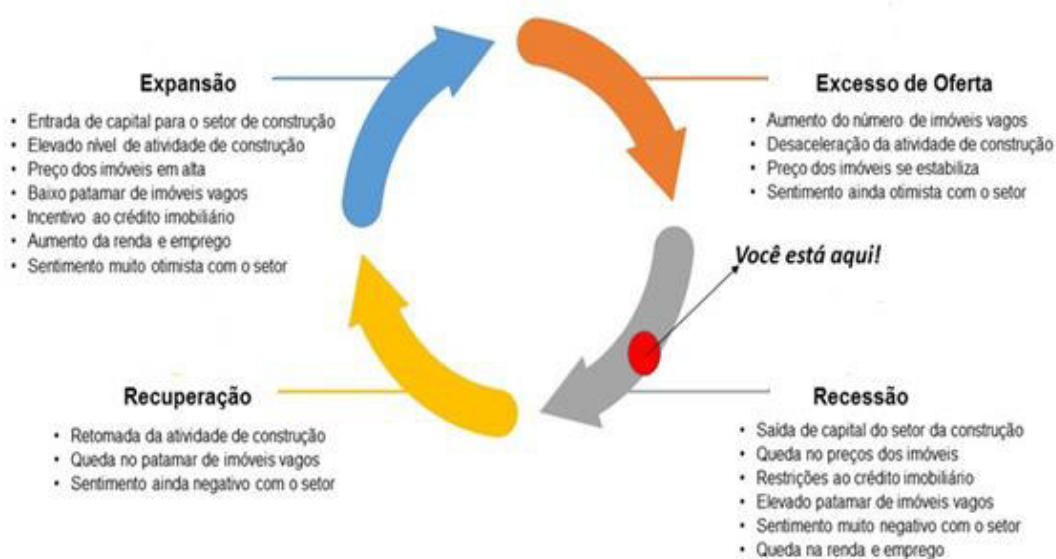 Expansão
• Entrada de capital para o setor de construção
• Elevado nível de atividade de construção
• Preço dos imóveis em alta
• Baixo patamar de imóveis vagos
• Incentivo ao crédito imobiliário
• Aumento da renda e emprego
• Sentimento muito otimista com o setor
Excesso de Oferta
• Aumento do número de imóveis vagos
• Desaceleração da atividade de construção
• Preço dos imóveis se estabiliza
• Sentimento ainda otimista com o setor
Você está aqui!
Recuperação
• Retomada da atividade de construção
• Queda no patamar de imóveis vagos
• Sentimento ainda negativo com o setor
Recessão
• Saída de capital do setor da construção
• Queda no preços dos imóveis
• Restrições ao crédito imobiliário
• Elevado patamar de imóveis vagos
• Sentimento muito negativo com o setor
• Queda na renda e emprego